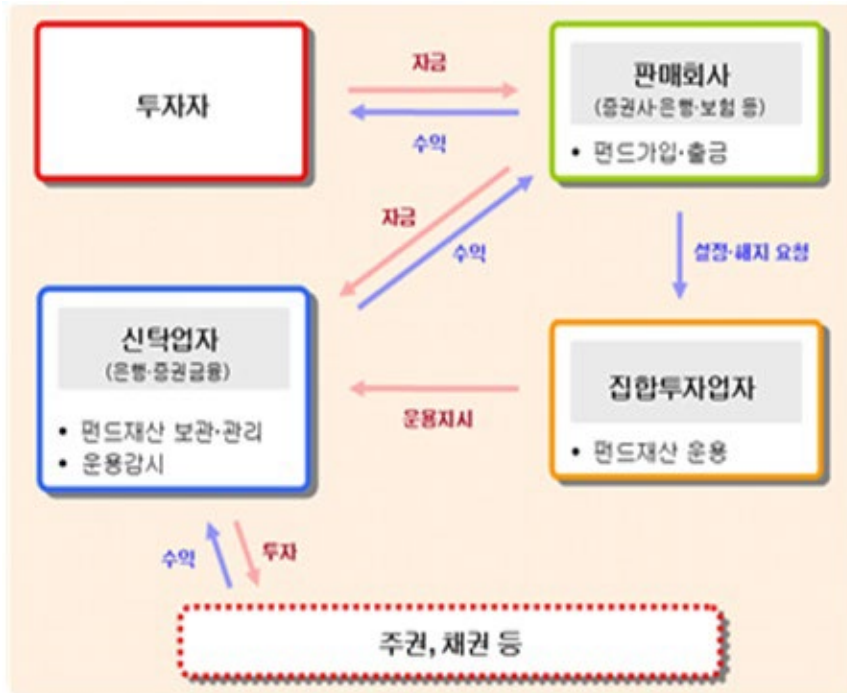 투자자
자금
수익
판매회사
(증권사·은행·보험 등)
• 펀드가입·출금
자금
수익
설정·해지 요청
신탁업자
(은행·증권금융)
• 펀드재산 보관·관리
• 운용감시
운용지시
집합투자업자
• 펀드재산 운용
수익
투자
주권, 채권 등